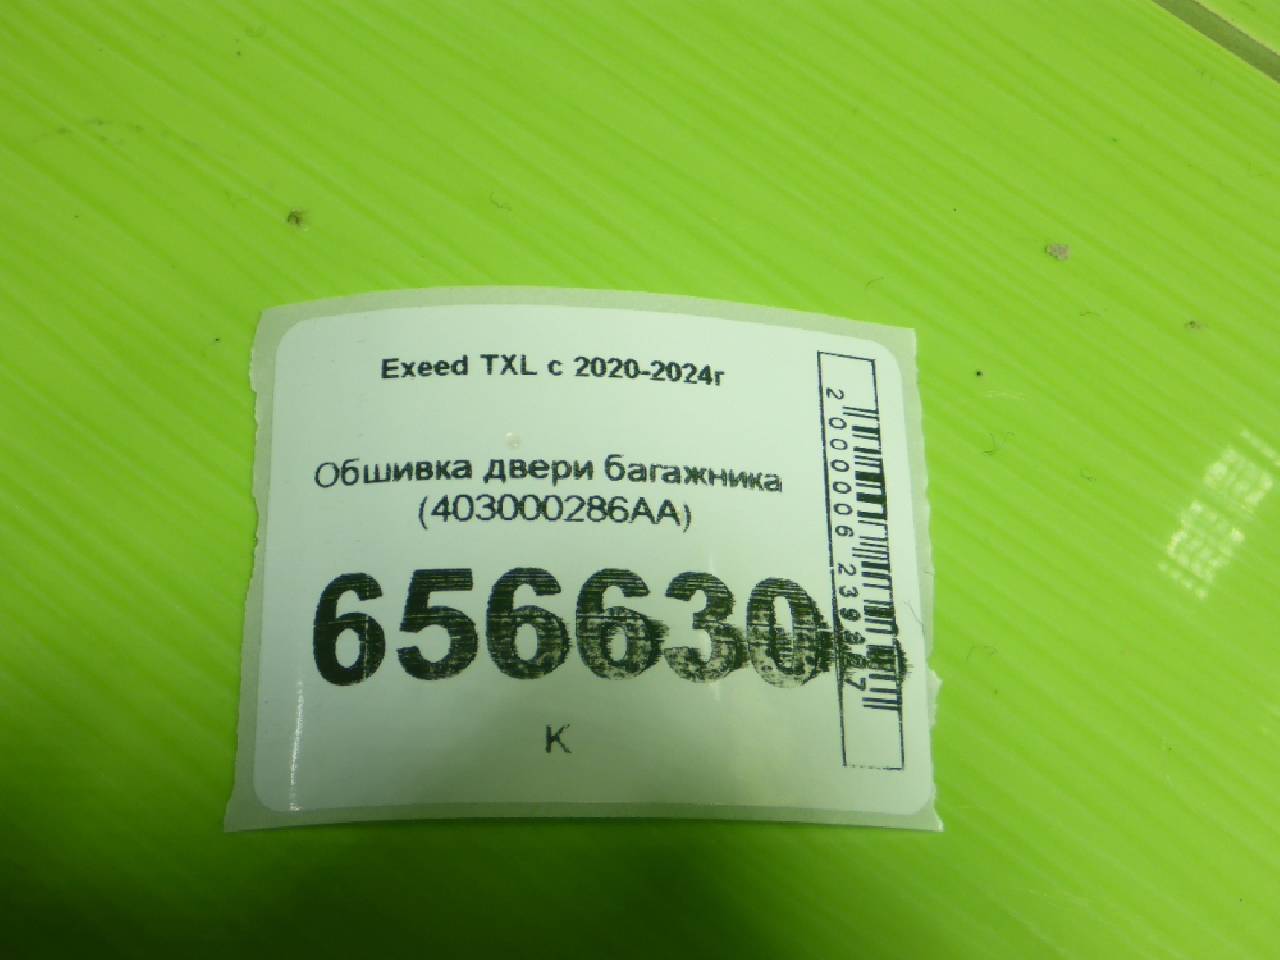 Exeed TXL с 2020-2024г
Обшивка двери багажника
(403000286AA)
656630
К